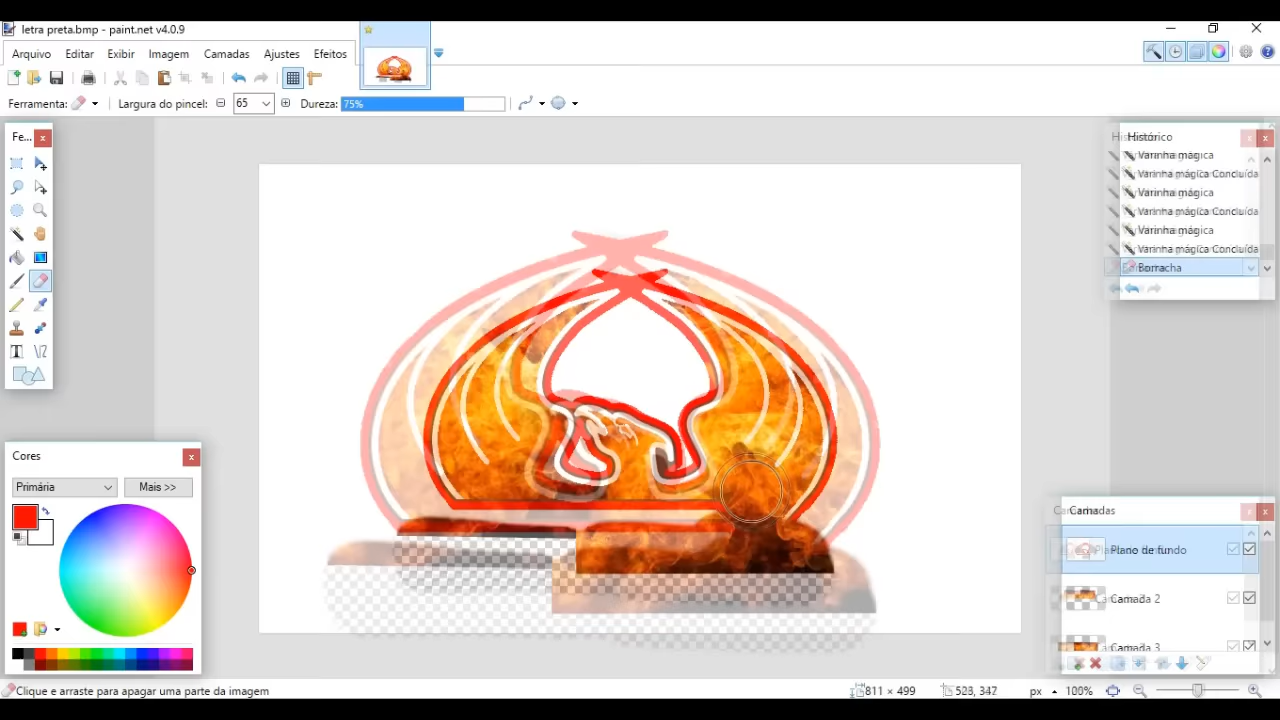 letra preta.bmp - paint.net v4.0.9
Arquivo Editar Exibir Imagem Camadas Ajustes Efeitos
Ferramenta: Largura do pincel: 65 Dureza: 75%
Fe...
Histórico
Varinha mágica
Varinha mágica Concluída
Varinha mágica
Varinha mágica Concluída
Varinha mágica
Varinha mágica Concluída
Borracha
Cores
Primária Mais >>
Camadas
Plano de fundo
Camada 2
Camada 3
Clique e arraste para apagar uma parte da imagem
811 × 499
523, 347
px
100%